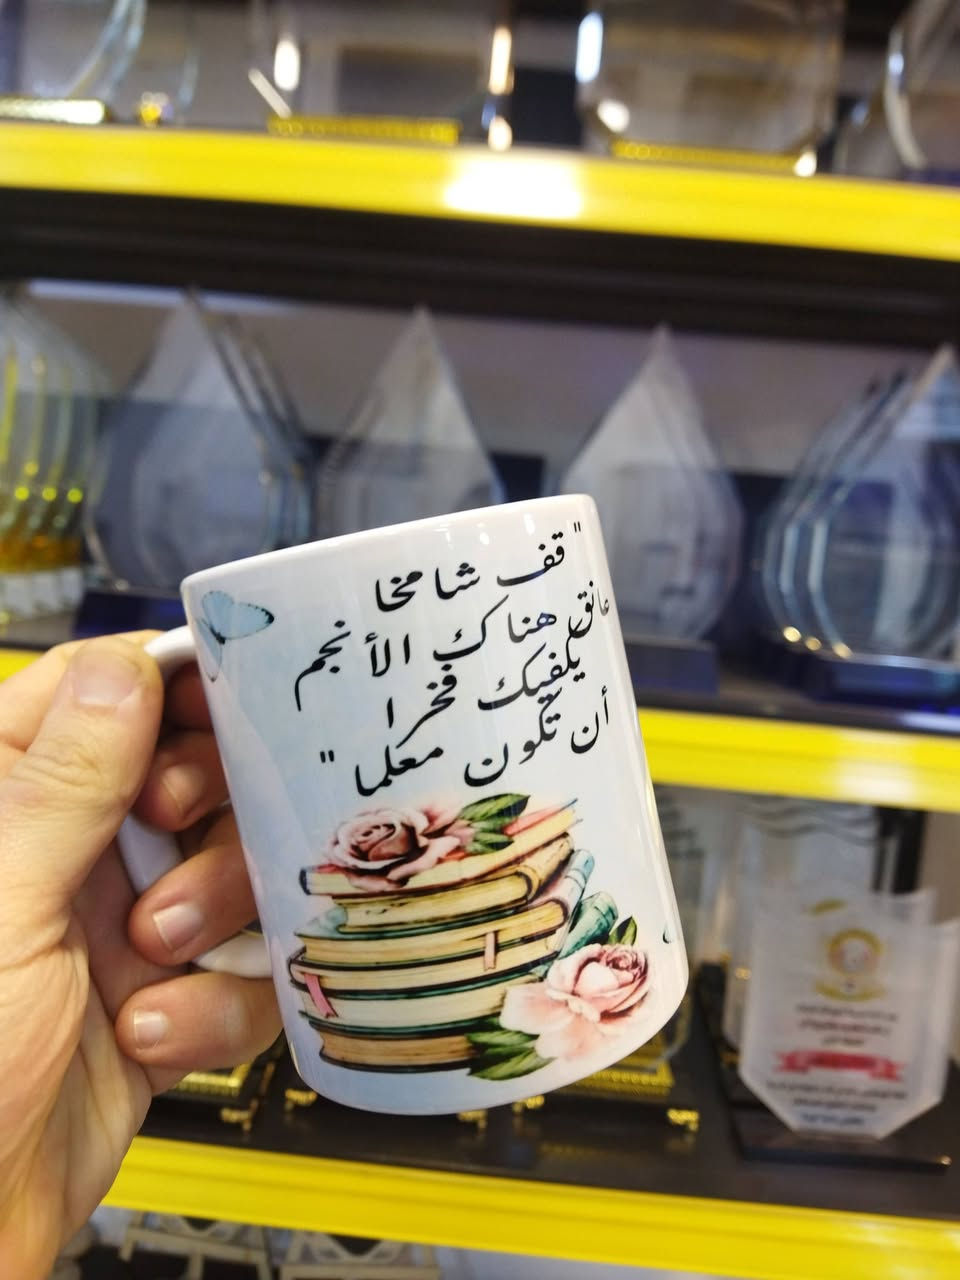 " قف شامخا
عانق هناك الأنجم
يكفيك فخرا
أن تكون معلما "